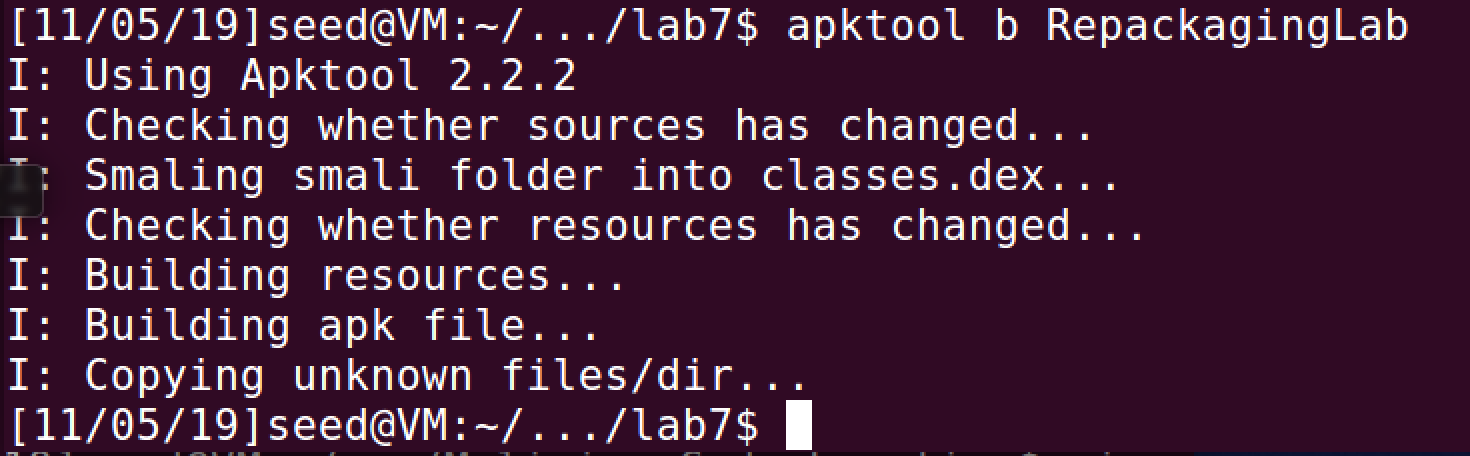 [11/05/19]seed@VM:~/.../lab7$ apktool b RepackagingLab
I: Using Apktool 2.2.2
I: Checking whether sources has changed...
I: Smaling smali folder into classes.dex...
I: Checking whether resources has changed...
I: Building resources...
I: Building apk file...
I: Copying unknown files/dir...
[11/05/19]seed@VM:~/.../lab7$